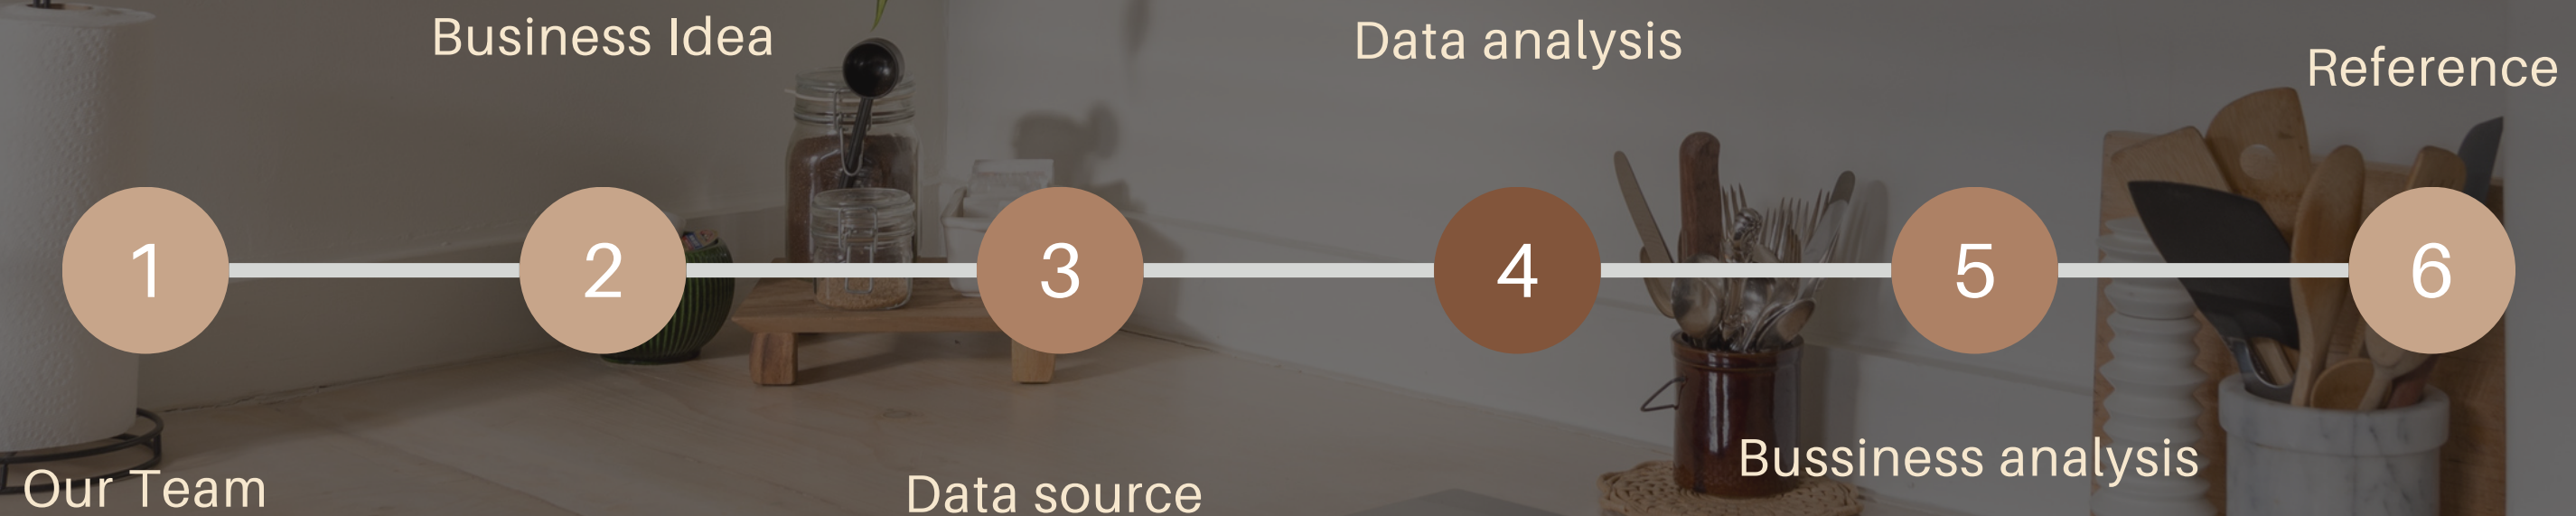 Business Idea
Data analysis
Reference
1
2
3
4
5
6
Our Team
Data source
Bussiness analysis